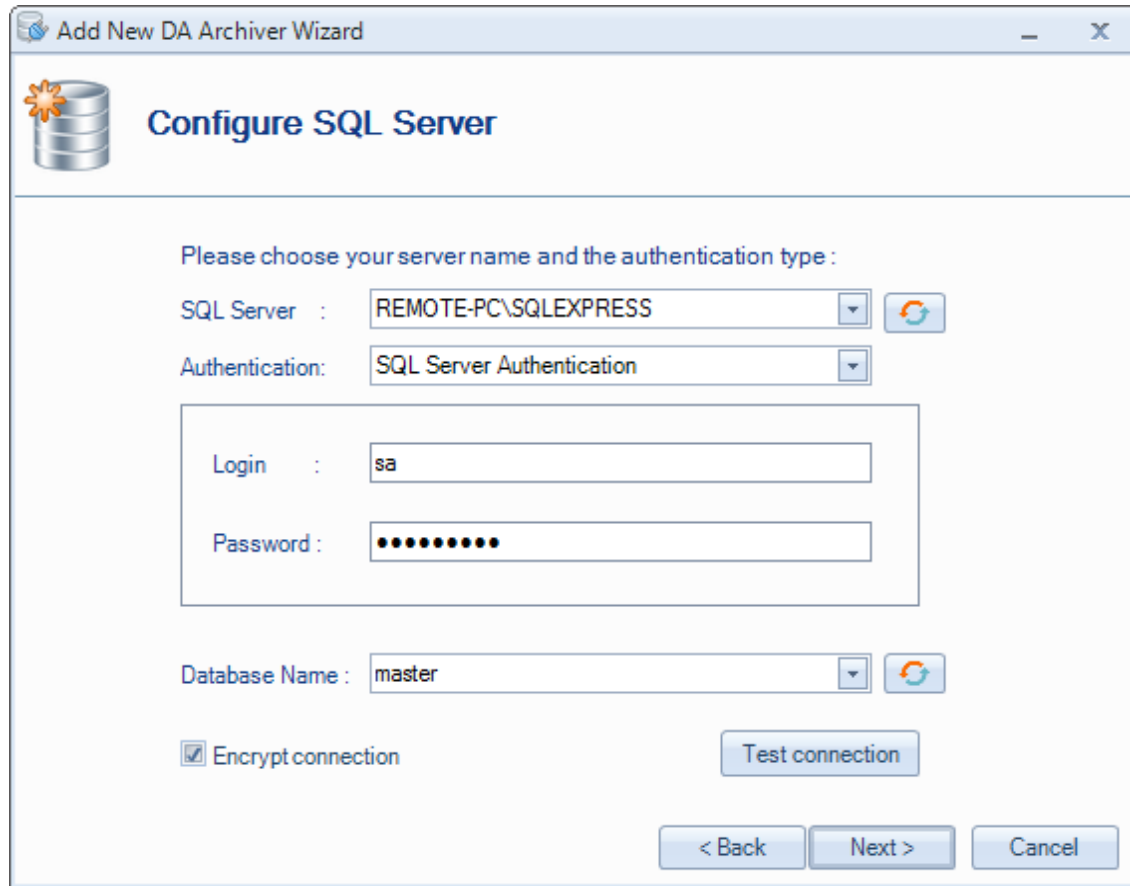 Add New DA Archiver Wizard
Configure SQL Server
Please choose your server name and the authentication type :
SQL Server : REMOTE-PC\SQLEXPRESS
Authentication: SQL Server Authentication
Login : sa
Password : •••••••••
Database Name : master
Encrypt connection Test connection
< Back Next > Cancel